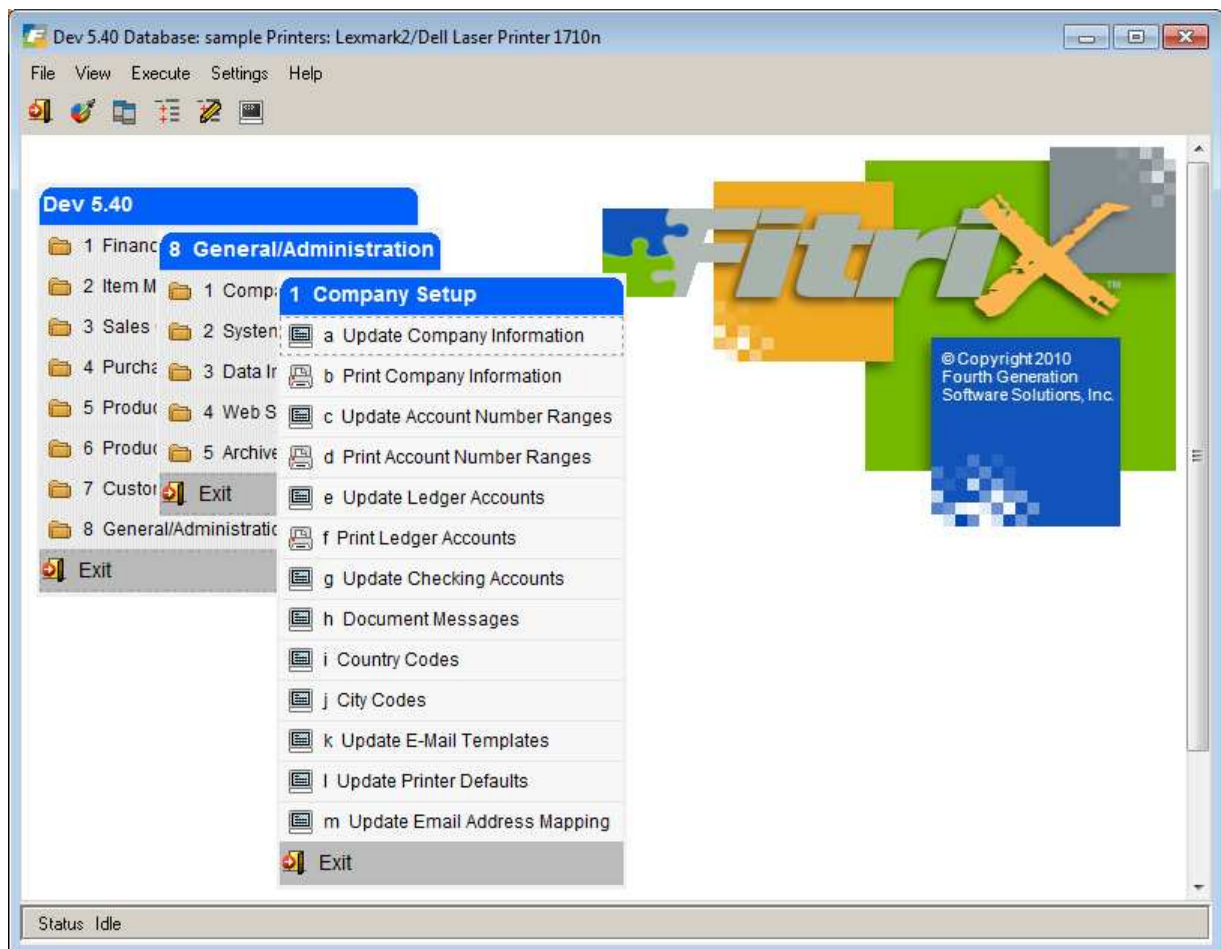 Dev 5.40 Database: sample Printers: Lexmark2/Dell Laser Printer 1710n
File View Execute Settings Help
Dev 5.40
1 Financ
2 Item M
3 Sales
4 Purcha
5 Produc
6 Produc
7 Custor
8 General/Administratio
Exit
8 General/Administration
1 Comp
2 System
3 Data In
4 Web S
5 Archive
Exit
1 Company Setup
a Update Company Information
b Print Company Information
c Update Account Number Ranges
d Print Account Number Ranges
e Update Ledger Accounts
f Print Ledger Accounts
g Update Checking Accounts
h Document Messages
i Country Codes
j City Codes
k Update E-Mail Templates
l Update Printer Defaults
m Update Email Address Mapping
Exit
FitriX™
© Copyright 2010
Fourth Generation
Software Solutions, Inc.
Status Idle